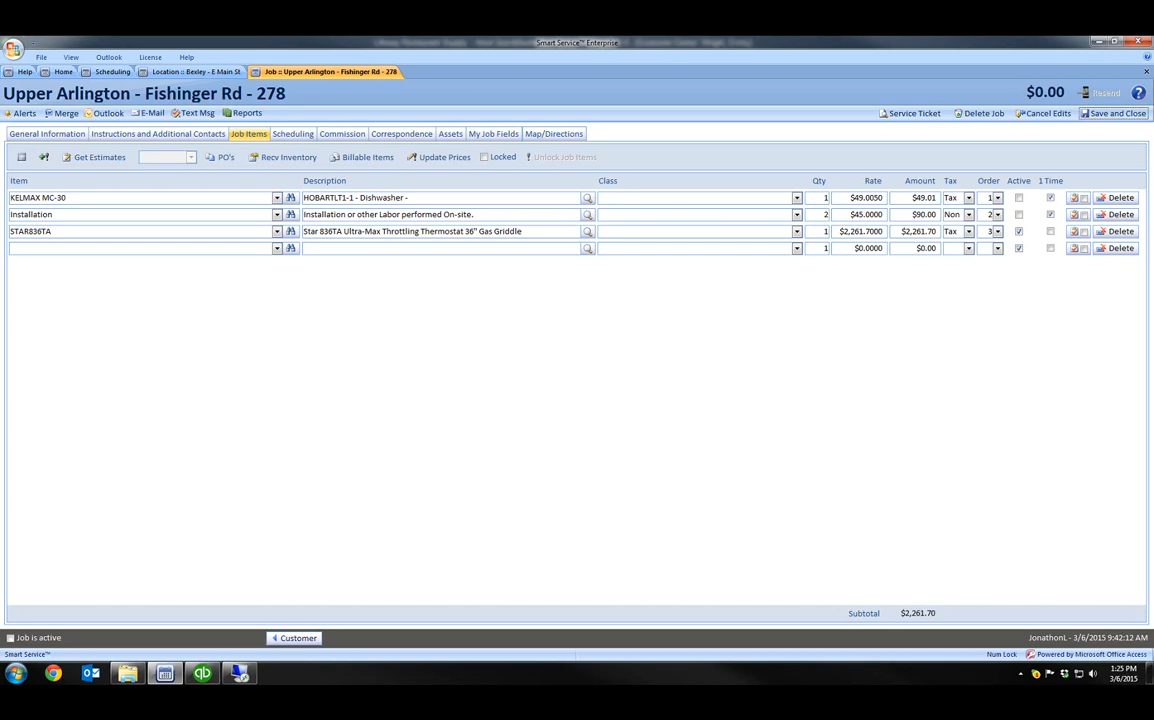 Smart Service™ Enterprise
File View Outlook License Help
Help Home Scheduling Location :: Bexley - E Main St Job :: Upper Arlington - Fishinger Rd - 278
Upper Arlington - Fishinger Rd - 278 $0.00 Resend
Alerts Merge Outlook E-Mail Text Msg Reports Service Ticket Delete Job Cancel Edits Save and Close
General Information Instructions and Additional Contacts Job Items Scheduling Commission Correspondence Assets My Job Fields Map/Directions
Get Estimates PO's Recv Inventory Billable Items Update Prices Locked Unlock Job Items
Item Description Class Qty Rate Amount Tax Order Active 1 Time
KELMAX MC-30 HOBARTLT1-1 - Dishwasher - 1 $49.0050 $49.01 Tax 1 Delete
Installation Installation or other Labor performed On-site. 2 $45.0000 $90.00 Non 2 Delete
STAR836TA Star 836TA Ultra-Max Throttling Thermostat 36" Gas Griddle 1 $2,261.7000 $2,261.70 Tax 3 Delete
1 $0.0000 $0.00 Delete
Subtotal $2,261.70
Job is active Customer JonathonL - 3/6/2015 9:42:12 AM
Smart Service™ Num Lock Powered by Microsoft Office Access
1:25 PM
3/6/2015